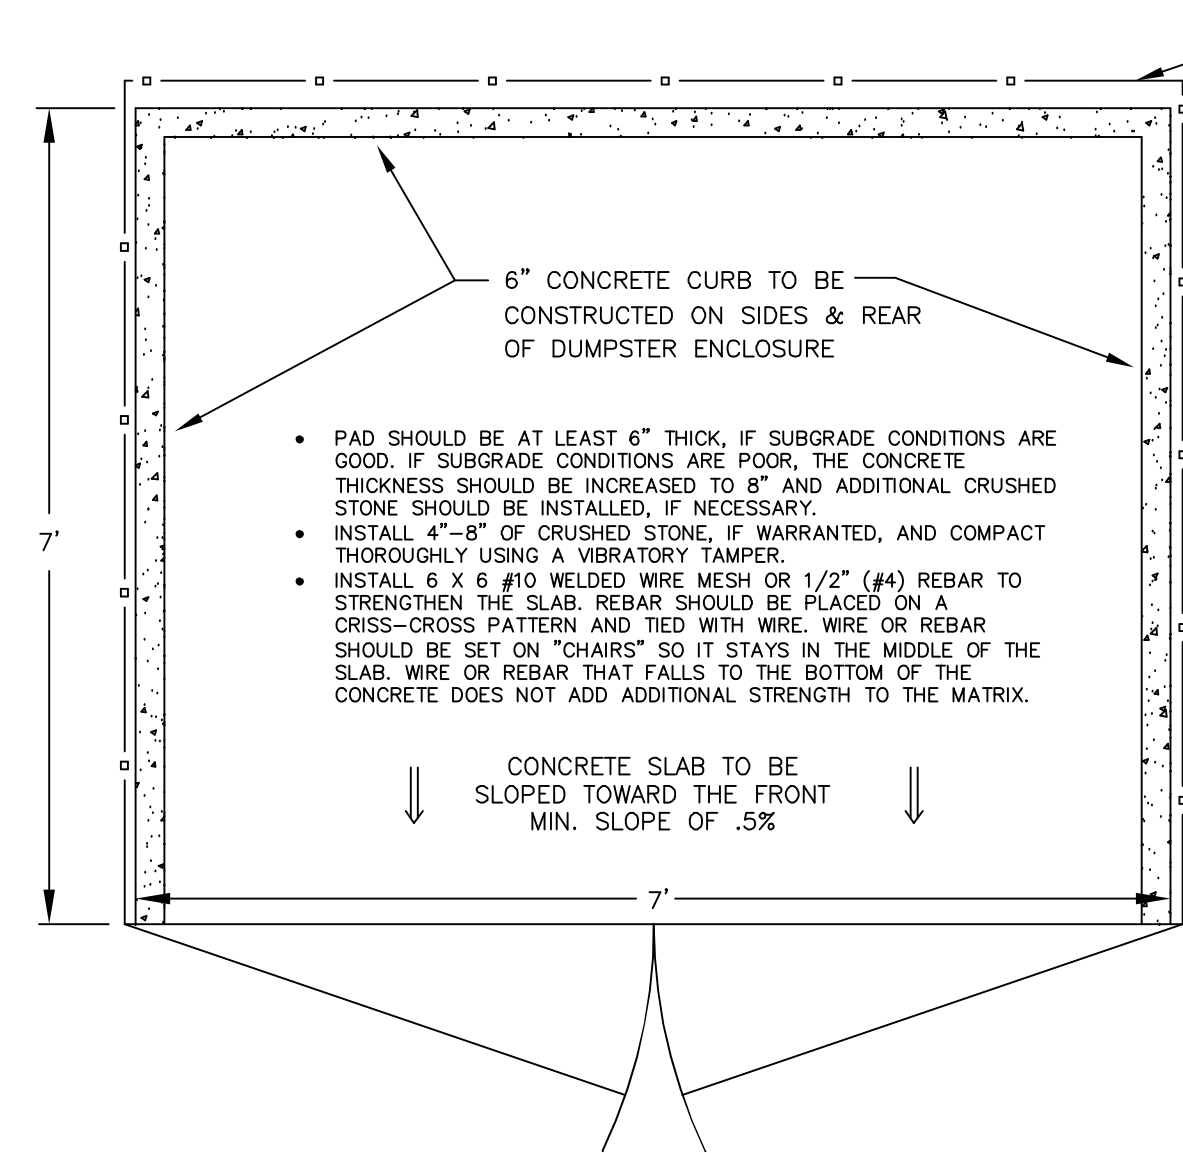 6” CONCRETE CURB TO BE
CONSTRUCTED ON SIDES & REAR
OF DUMPSTER ENCLOSURE
• PAD SHOULD BE AT LEAST 6” THICK, IF SUBGRADE CONDITIONS ARE
GOOD. IF SUBGRADE CONDITIONS ARE POOR, THE CONCRETE
THICKNESS SHOULD BE INCREASED TO 8” AND ADDITIONAL CRUSHED
STONE SHOULD BE INSTALLED, IF NECESSARY.
• INSTALL 4”–8” OF CRUSHED STONE, IF WARRANTED, AND COMPACT
THOROUGHLY USING A VIBRATORY TAMPER.
• INSTALL 6 X 6 #10 WELDED WIRE MESH OR 1/2” (#4) REBAR TO
STRENGTHEN THE SLAB. REBAR SHOULD BE PLACED ON A
CRISS–CROSS PATTERN AND TIED WITH WIRE. WIRE OR REBAR
SHOULD BE SET ON ”CHAIRS” SO IT STAYS IN THE MIDDLE OF THE
SLAB. WIRE OR REBAR THAT FALLS TO THE BOTTOM OF THE
CONCRETE DOES NOT ADD ADDITIONAL STRENGTH TO THE MATRIX.
7’
CONCRETE SLAB TO BE
SLOPED TOWARD THE FRONT
MIN. SLOPE OF .5%
7’